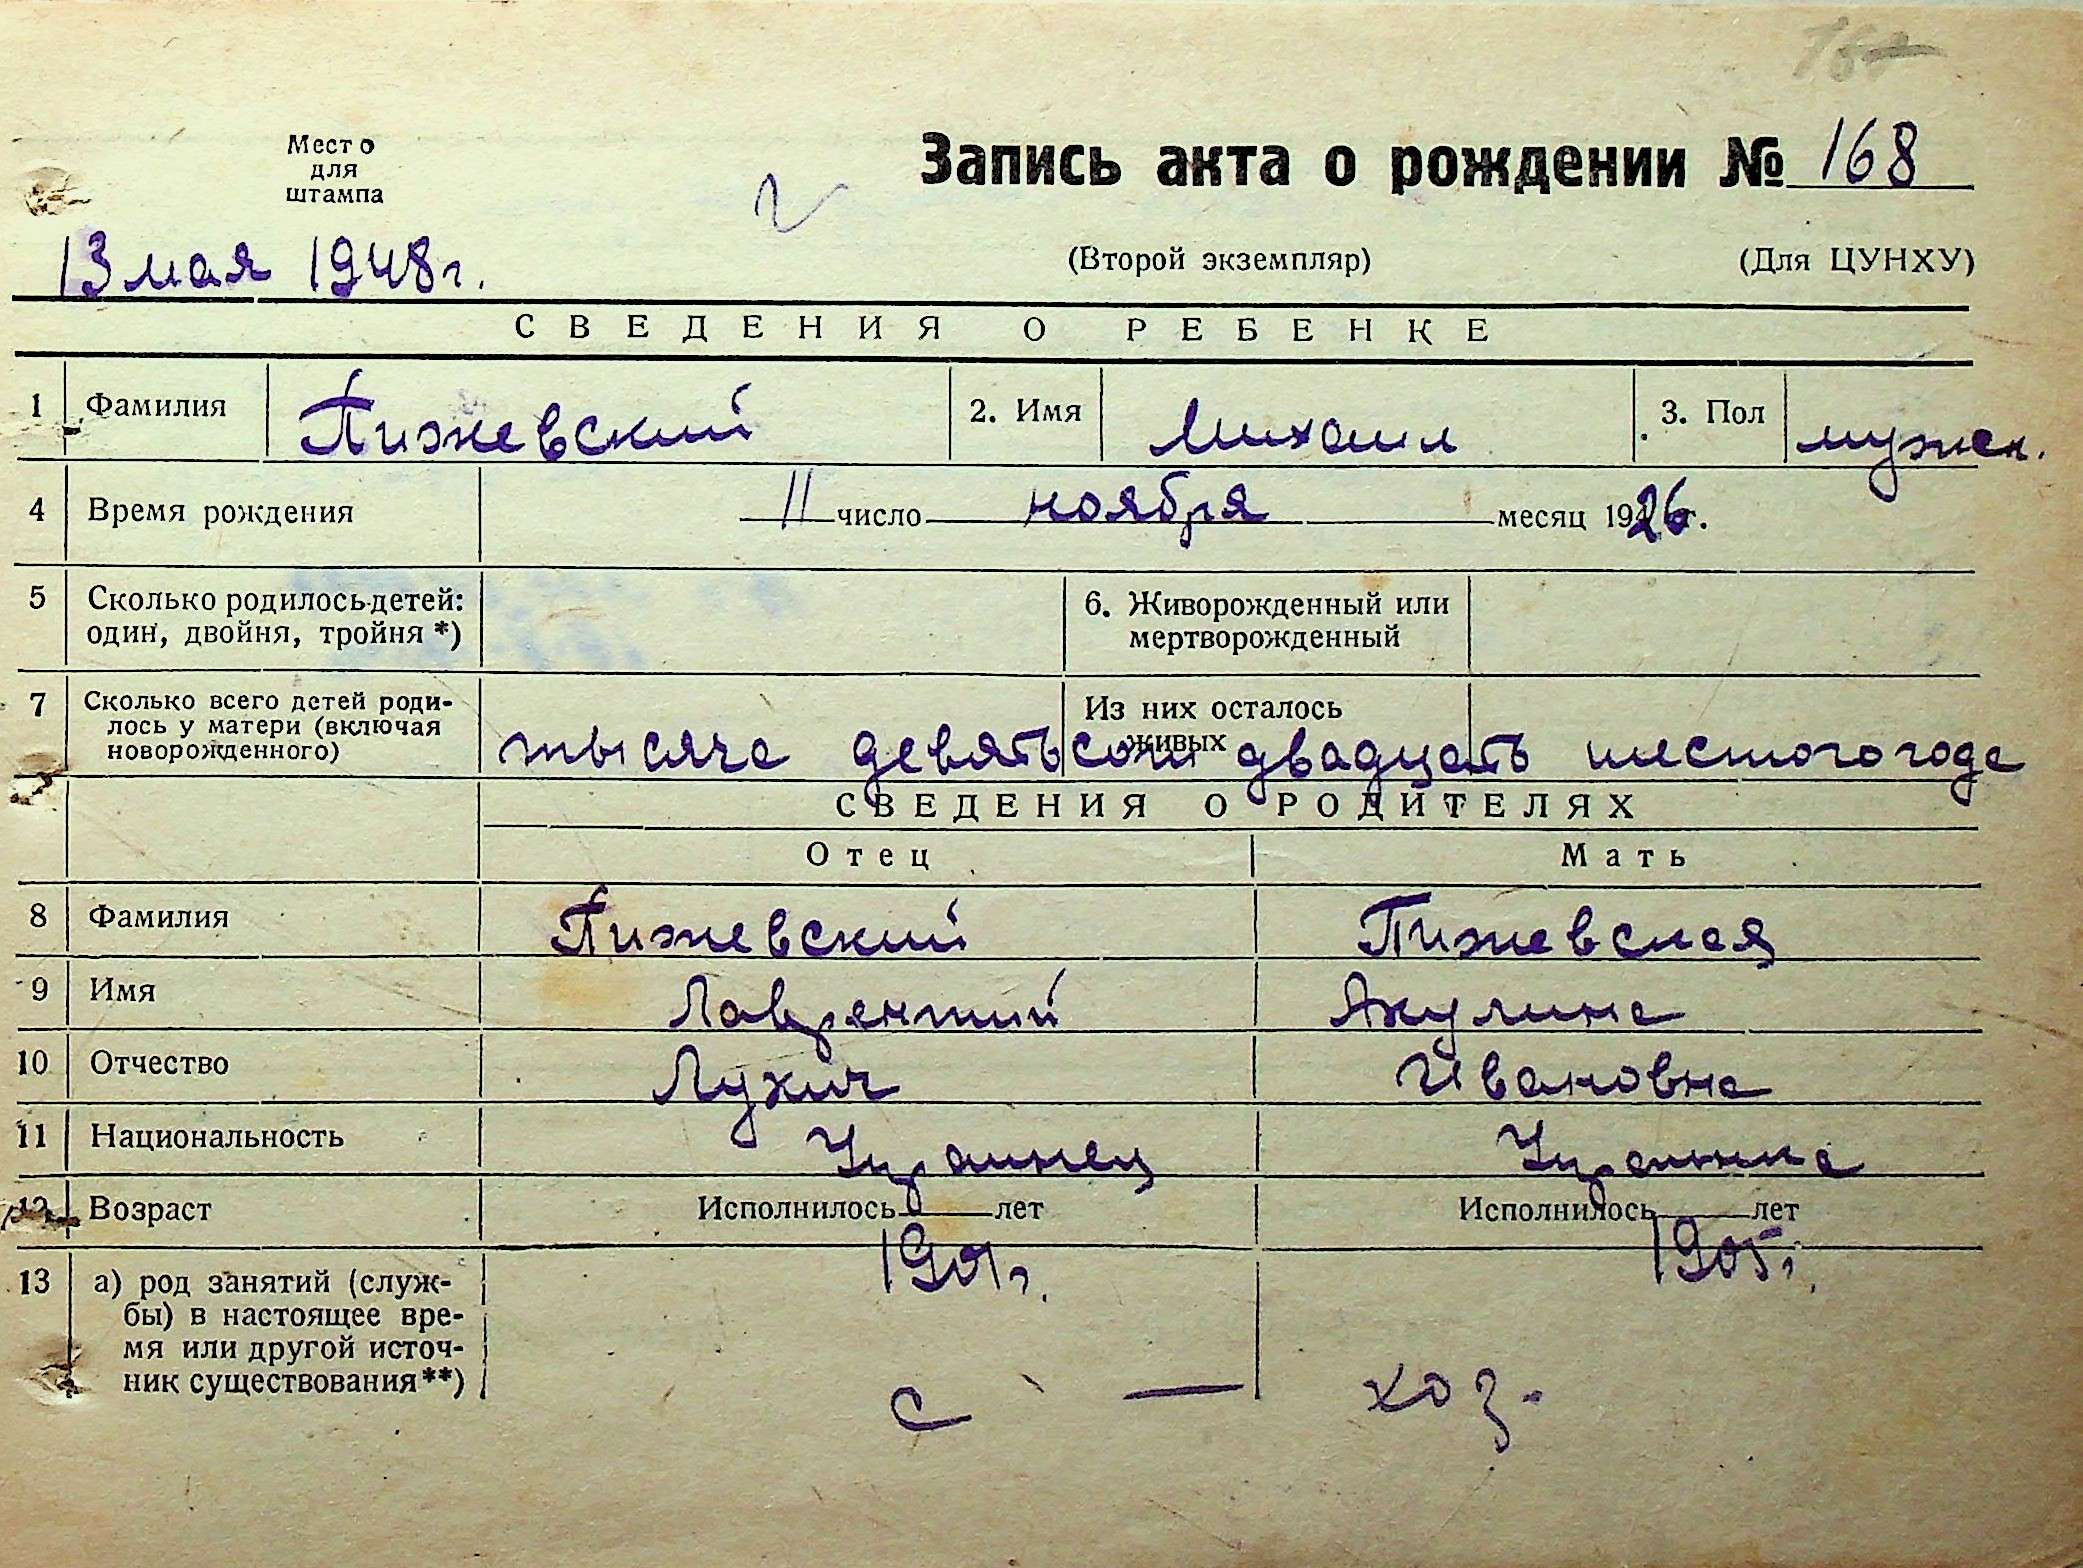 Место
для
штампа
Запись акта о рождении № 168
13 мая 1948 г.
(Второй экземпляр) (Для ЦУНХУ)
СВЕДЕНИЯ О РЕБЕНКЕ
1 Фамилия Пижевский 2. Имя Михаил 3. Пол мужск.
4 Время рождения 11 число ноября месяц 1926 г.
5 Сколько родилось детей: один, двойня, тройня *) 6. Живорожденный или мертворожденный
7 Сколько всего детей роди-
лось у матери (включая
новорожденного) Из них осталось
живых
тысяча девятьсот двадцать шестого года
СВЕДЕНИЯ О РОДИТЕЛЯХ
Отец Мать
8 Фамилия Пижевский Пижевская
9 Имя Лаврентий Акулина
10 Отчество Лукич Ивановна
11 Национальность Украинец Украинка
12 Возраст Исполнилось лет Исполнилось лет
1901 г. 1905 г.
13 а) род занятий (служ-
бы) в настоящее вре-
мя или другой источ-
ник существования**)
с — хоз.